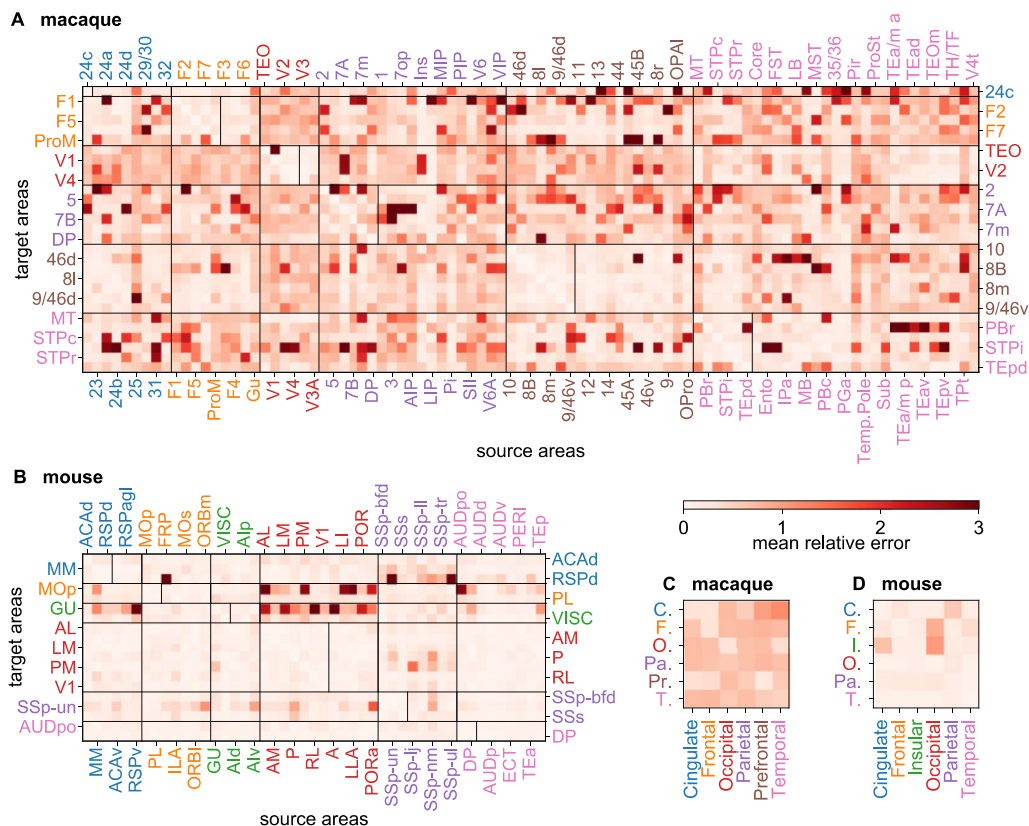 A macaque
24c 24a 24d 29/30 32 F2 F7 F3 F6 TEO V2 V3 2 7A 7m 1 7op Ins MIP PIP V6 VIP 46d 8l 9/46d 11 13 44 45B 8r OPAl MT STPc STPr Core FST LB MST 35/36 Pir ProSt TEa/m a TEad TEOm TH/TF V4t
target areas
F1
F5
ProM
V1
V4
5
7B
DP
46d
8l
9/46d
MT
STPc
STPr
24c
F2
F7
TEO
V2
2
7A
7m
10
8B
8m
9/46v
PBr
STPi
TEpd
23 24b 25 31 F1 F5 ProM F4 Gu V1 V4 V3A 5 7B DP 3 AIP LIP Pi SII V6A 10 8B 8m 9/46v 12 14 45A 46v 9 OPro PBr STPi TEpd Ento IPa MB PBc PGa Temp.Pole Sub TEa/m p TEav TEpv TPt
source areas
B mouse
ACAd RSPd RSPagl MOp FRP MOs ORBm VISC AIp AL LM PM V1 LI POR SSp-bfd SSs SSp-ll SSp-tr AUDpo AUDd AUDv PERI TEp
target areas
MM
MOp
GU
AL
LM
PM
V1
SSp-un
AUDpo
ACAd
RSPd
PL
VISC
AM
P
RL
SSp-bfd
SSs
DP
MM ACAv RSPv PL ILA ORBl GU AId AIv AM P RL A LLA PORa SSp-un SSp-lj SSp-nm SSp-ul DP AUDp ECT TEa
source areas
0 1 2 3
mean relative error
C macaque
C.
F.
O.
Pa.
Pr.
T.
Cingulate Frontal Occipital Parietal Prefrontal Temporal
D mouse
C.
F.
I.
O.
Pa.
T.
Cingulate Frontal Insular Occipital Parietal Temporal